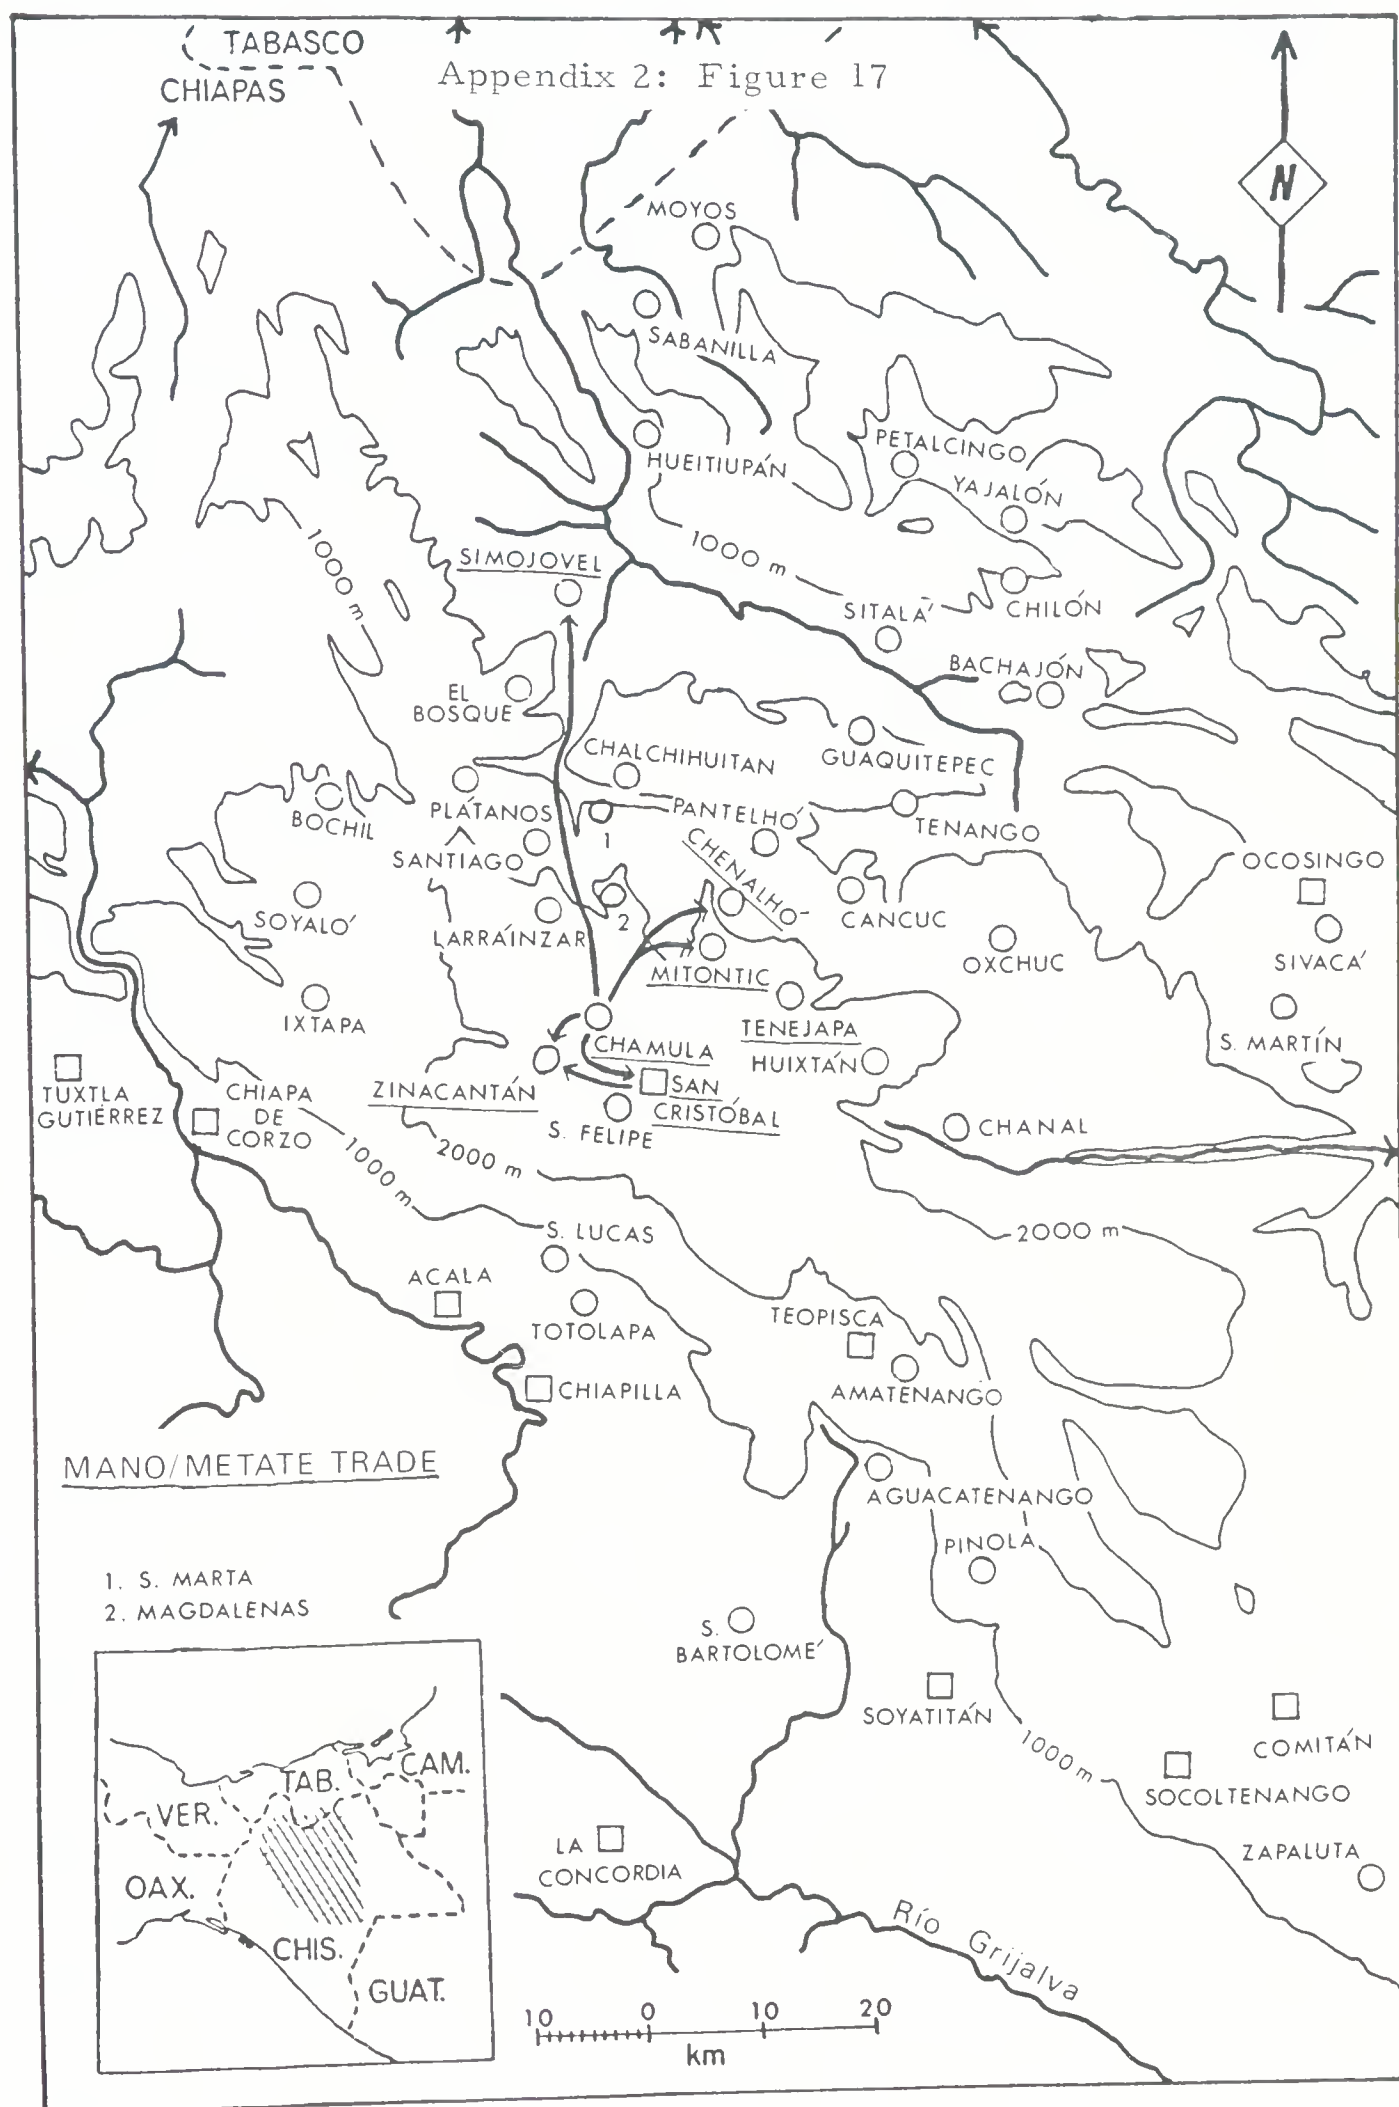 TABASCO
CHIAPAS
Appendix 2: Figure 17
N
MOYOS
SABANILLA
HUEITIUPÁN
PETALCINGO
YAJALÓN
1000 m
1000 m
SIMOJOVEL
SITALÁ
CHILÓN
BACHAJÓN
EL
BOSQUE
CHALCHIHUITAN
GUAQUITEPEC
BOCHIL
PLÁTANOS
PANTELHÓ
TENANGO
1
SANTIAGO
CHENALHÓ
OCOSINGO
SOYALÓ
LARRAÍNZAR
2
CANCUC
OXCHUC
SIVACÁ
MITONTIC
IXTAPA
TENEJAPA
S. MARTÍN
CHAMULA
HUIXTÁN
TUXTLA
GUTIÉRREZ
CHIAPA
DE
CORZO
ZINACANTÁN
SAN
CRISTÓBAL
S. FELIPE
CHANAL
1000 m
2000 m
2000 m
S. LUCAS
ACALA
TOTOLAPA
TEOPISCA
CHIAPILLA
AMATENANGO
MANO/METATE TRADE
AGUACATENANGO
PINOLA
1. S. MARTA
2. MAGDALENAS
S.
BARTOLOMÉ
SOYATITÁN
1000 m
COMITÁN
SOCOLTENANGO
ZAPALUTA
LA
CONCORDIA
Río Grijalva
VER.
TAB.
CAM.
OAX.
CHIS.
GUAT.
10 0 10 20
km